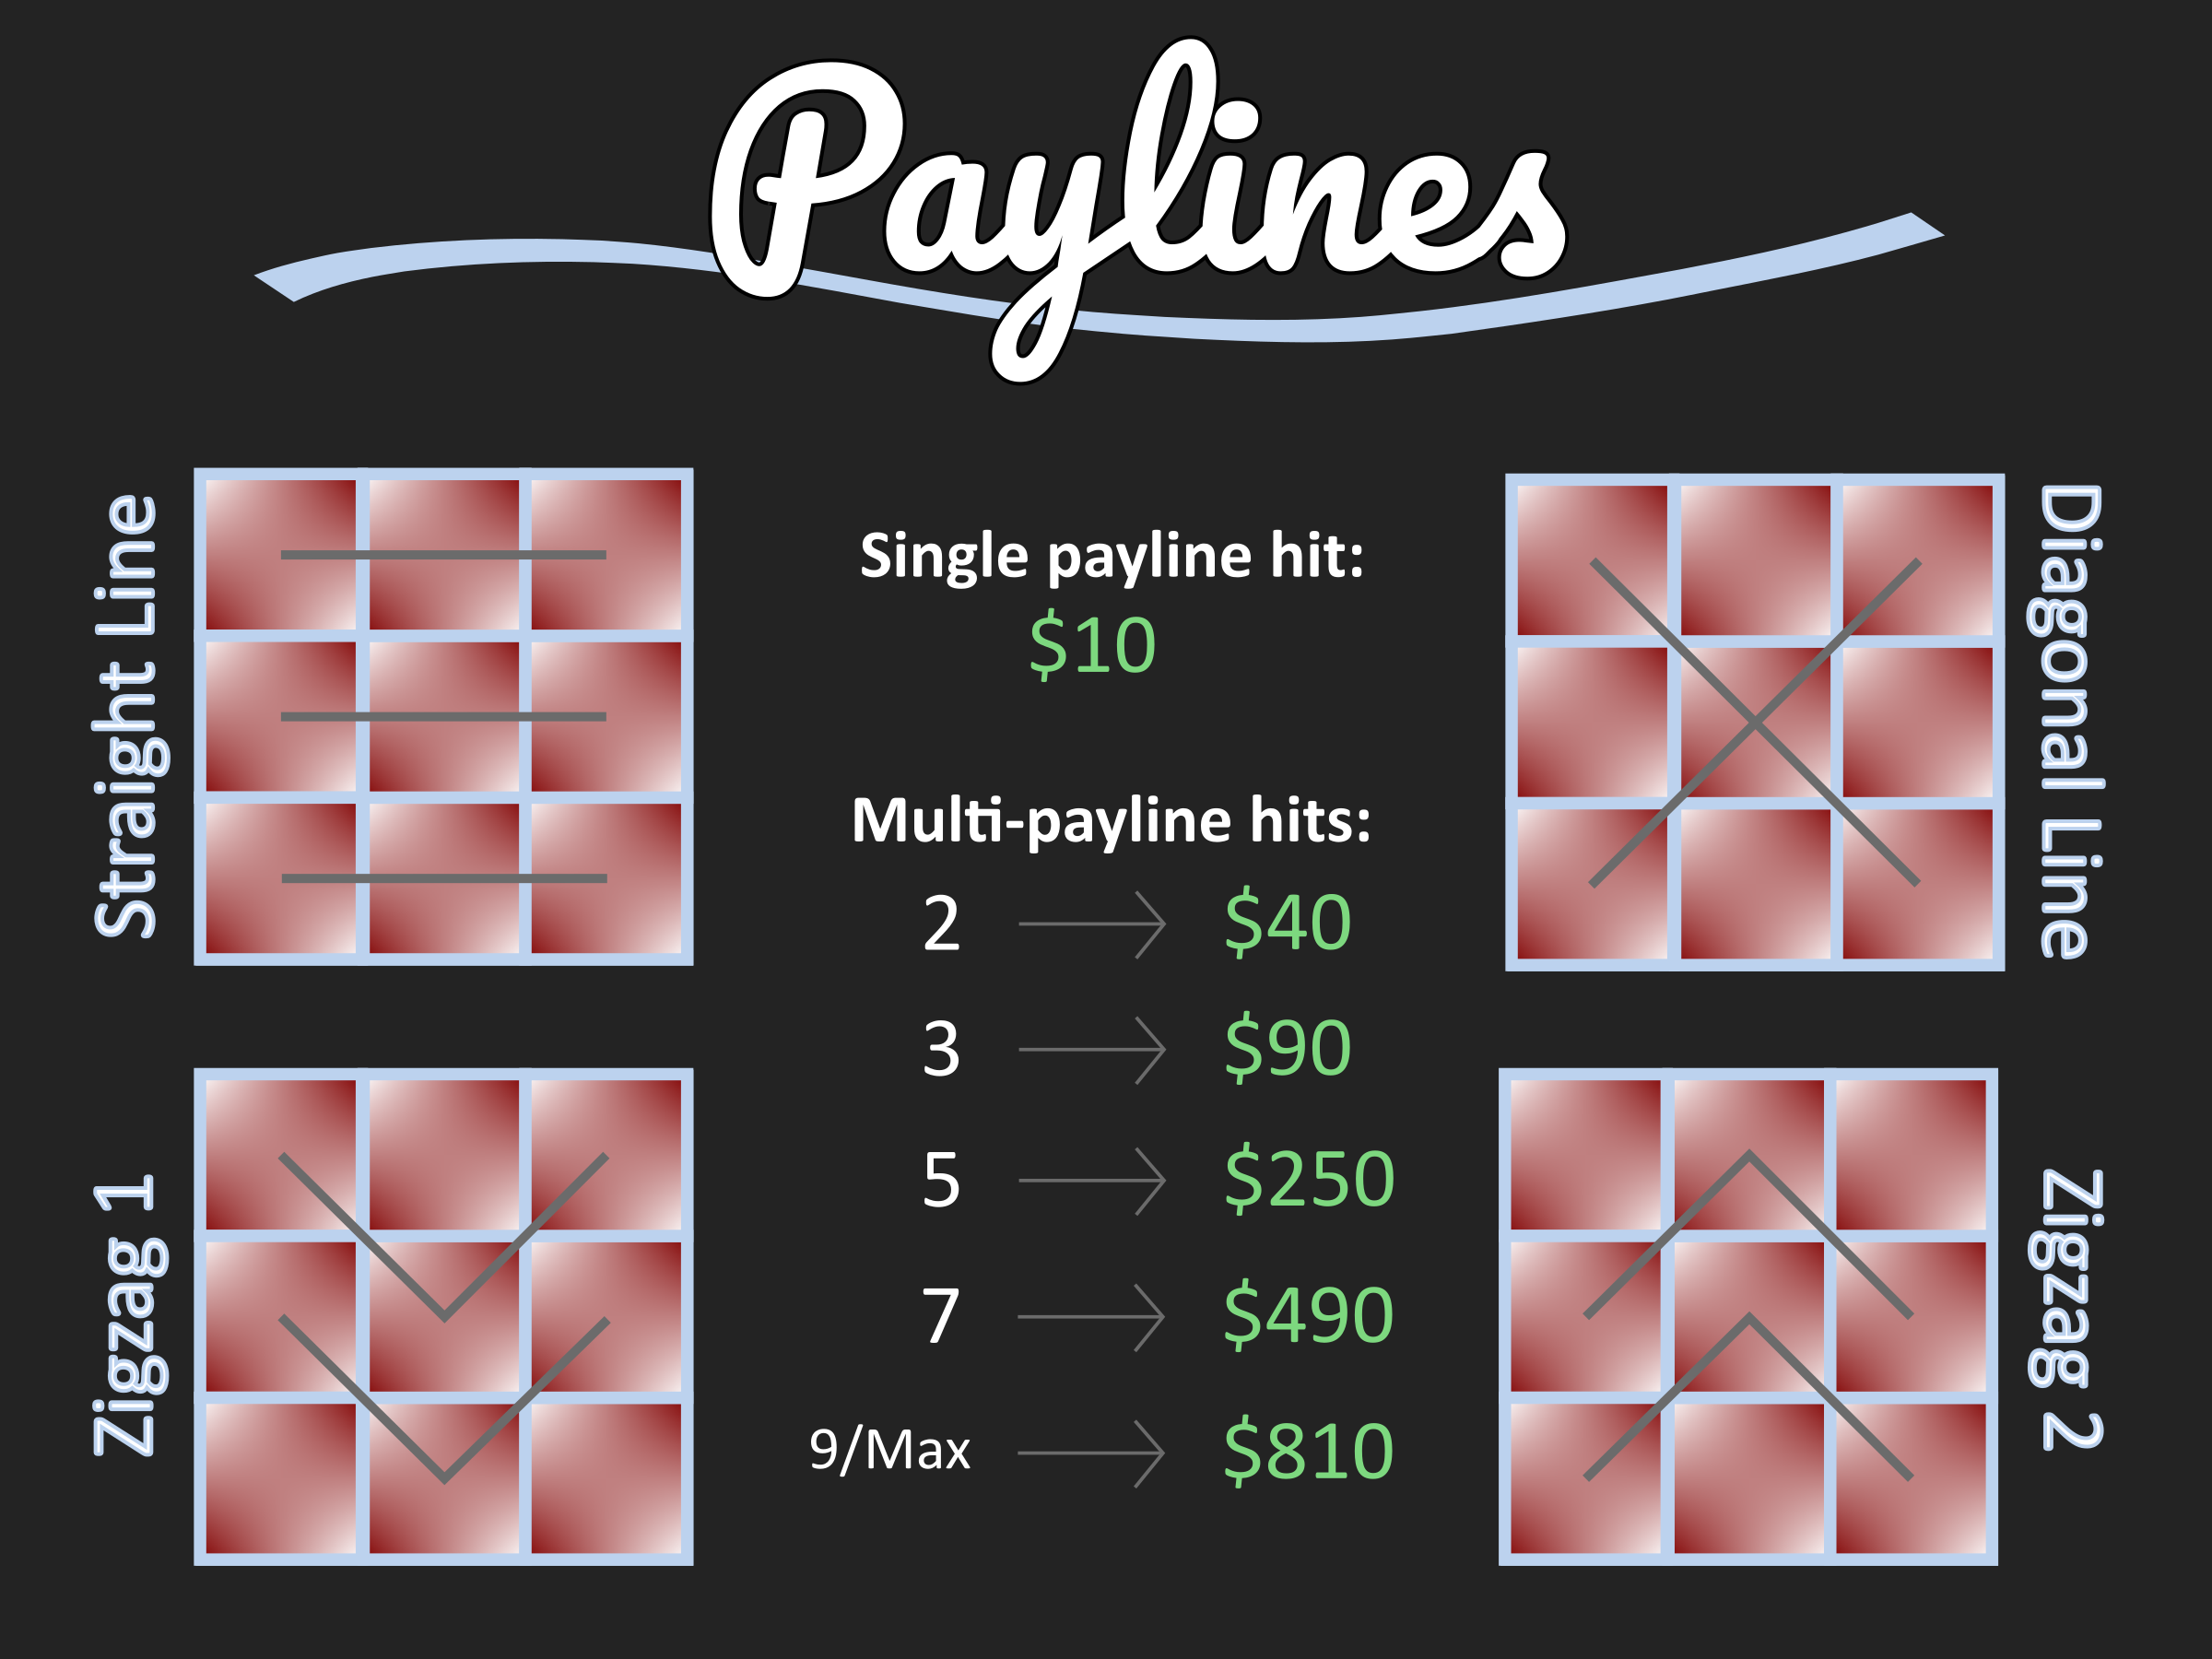 Paylines
Straight Line
Single payline hit:
$10
Diagonal Line
Multi-payline hits:
2 $40
3 $90
5 $250
7 $490
9/Max $810
Zigzag 1
Zigzag 2